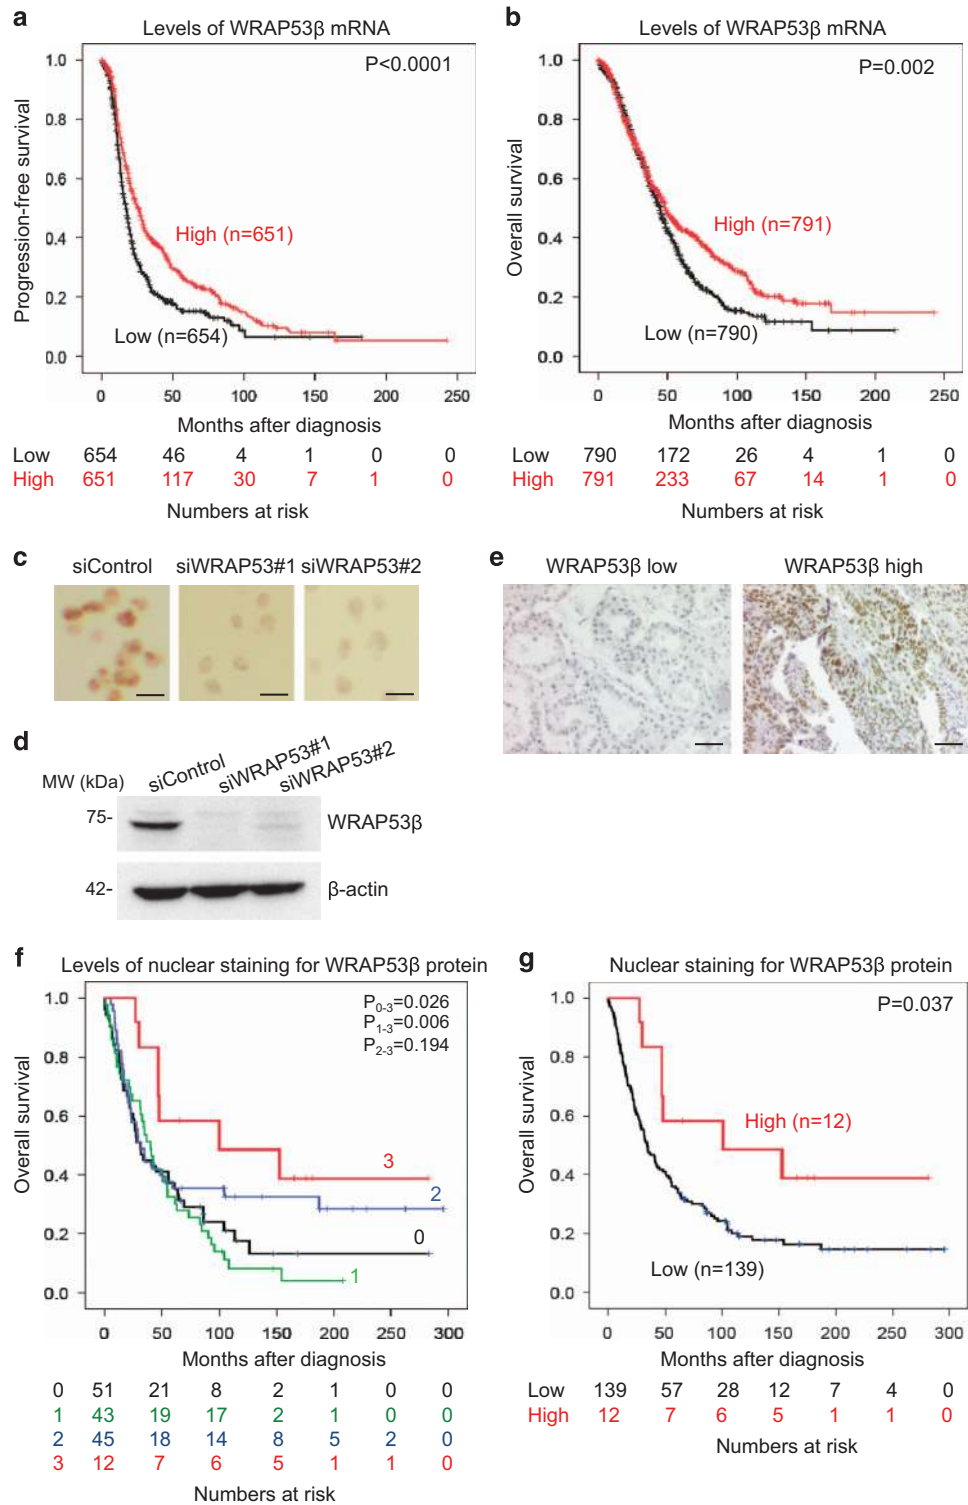 a
Levels of WRAP53β mRNA
P<0.0001
Progression-free survival
1.0
0.8
0.6
0.4
0.2
0.0
High (n=651)
Low (n=654)
0 50 100 150 200 250
Months after diagnosis
Low 654 46 4 1 0 0
High 651 117 30 7 1 0
Numbers at risk
b
Levels of WRAP53β mRNA
P=0.002
Overall survival
1.0
0.8
0.6
0.4
0.2
0.0
High (n=791)
Low (n=790)
0 50 100 150 200 250
Months after diagnosis
Low 790 172 26 4 1 0
High 791 233 67 14 1 0
Numbers at risk
c
siControl siWRAP53#1 siWRAP53#2
d
MW (kDa)
siControl
siWRAP53#1
siWRAP53#2
75-
WRAP53β
42-
β-actin
e
WRAP53β low WRAP53β high
f
Levels of nuclear staining for WRAP53β protein
P0-3=0.026
P1-3=0.006
P2-3=0.194
Overall survival
1.0
0.8
0.6
0.4
0.2
0.0
3
2
0
1
0 50 100 150 200 250 300
Months after diagnosis
0 51 21 8 2 1 0 0
1 43 19 17 2 1 0 0
2 45 18 14 8 5 2 0
3 12 7 6 5 1 1 0
Numbers at risk
g
Nuclear staining for WRAP53β protein
P=0.037
Overall survival
1.0
0.8
0.6
0.4
0.2
0.0
High (n=12)
Low (n=139)
0 50 100 150 200 250 300
Months after diagnosis
Low 139 57 28 12 7 4 0
High 12 7 6 5 1 1 0
Numbers at risk